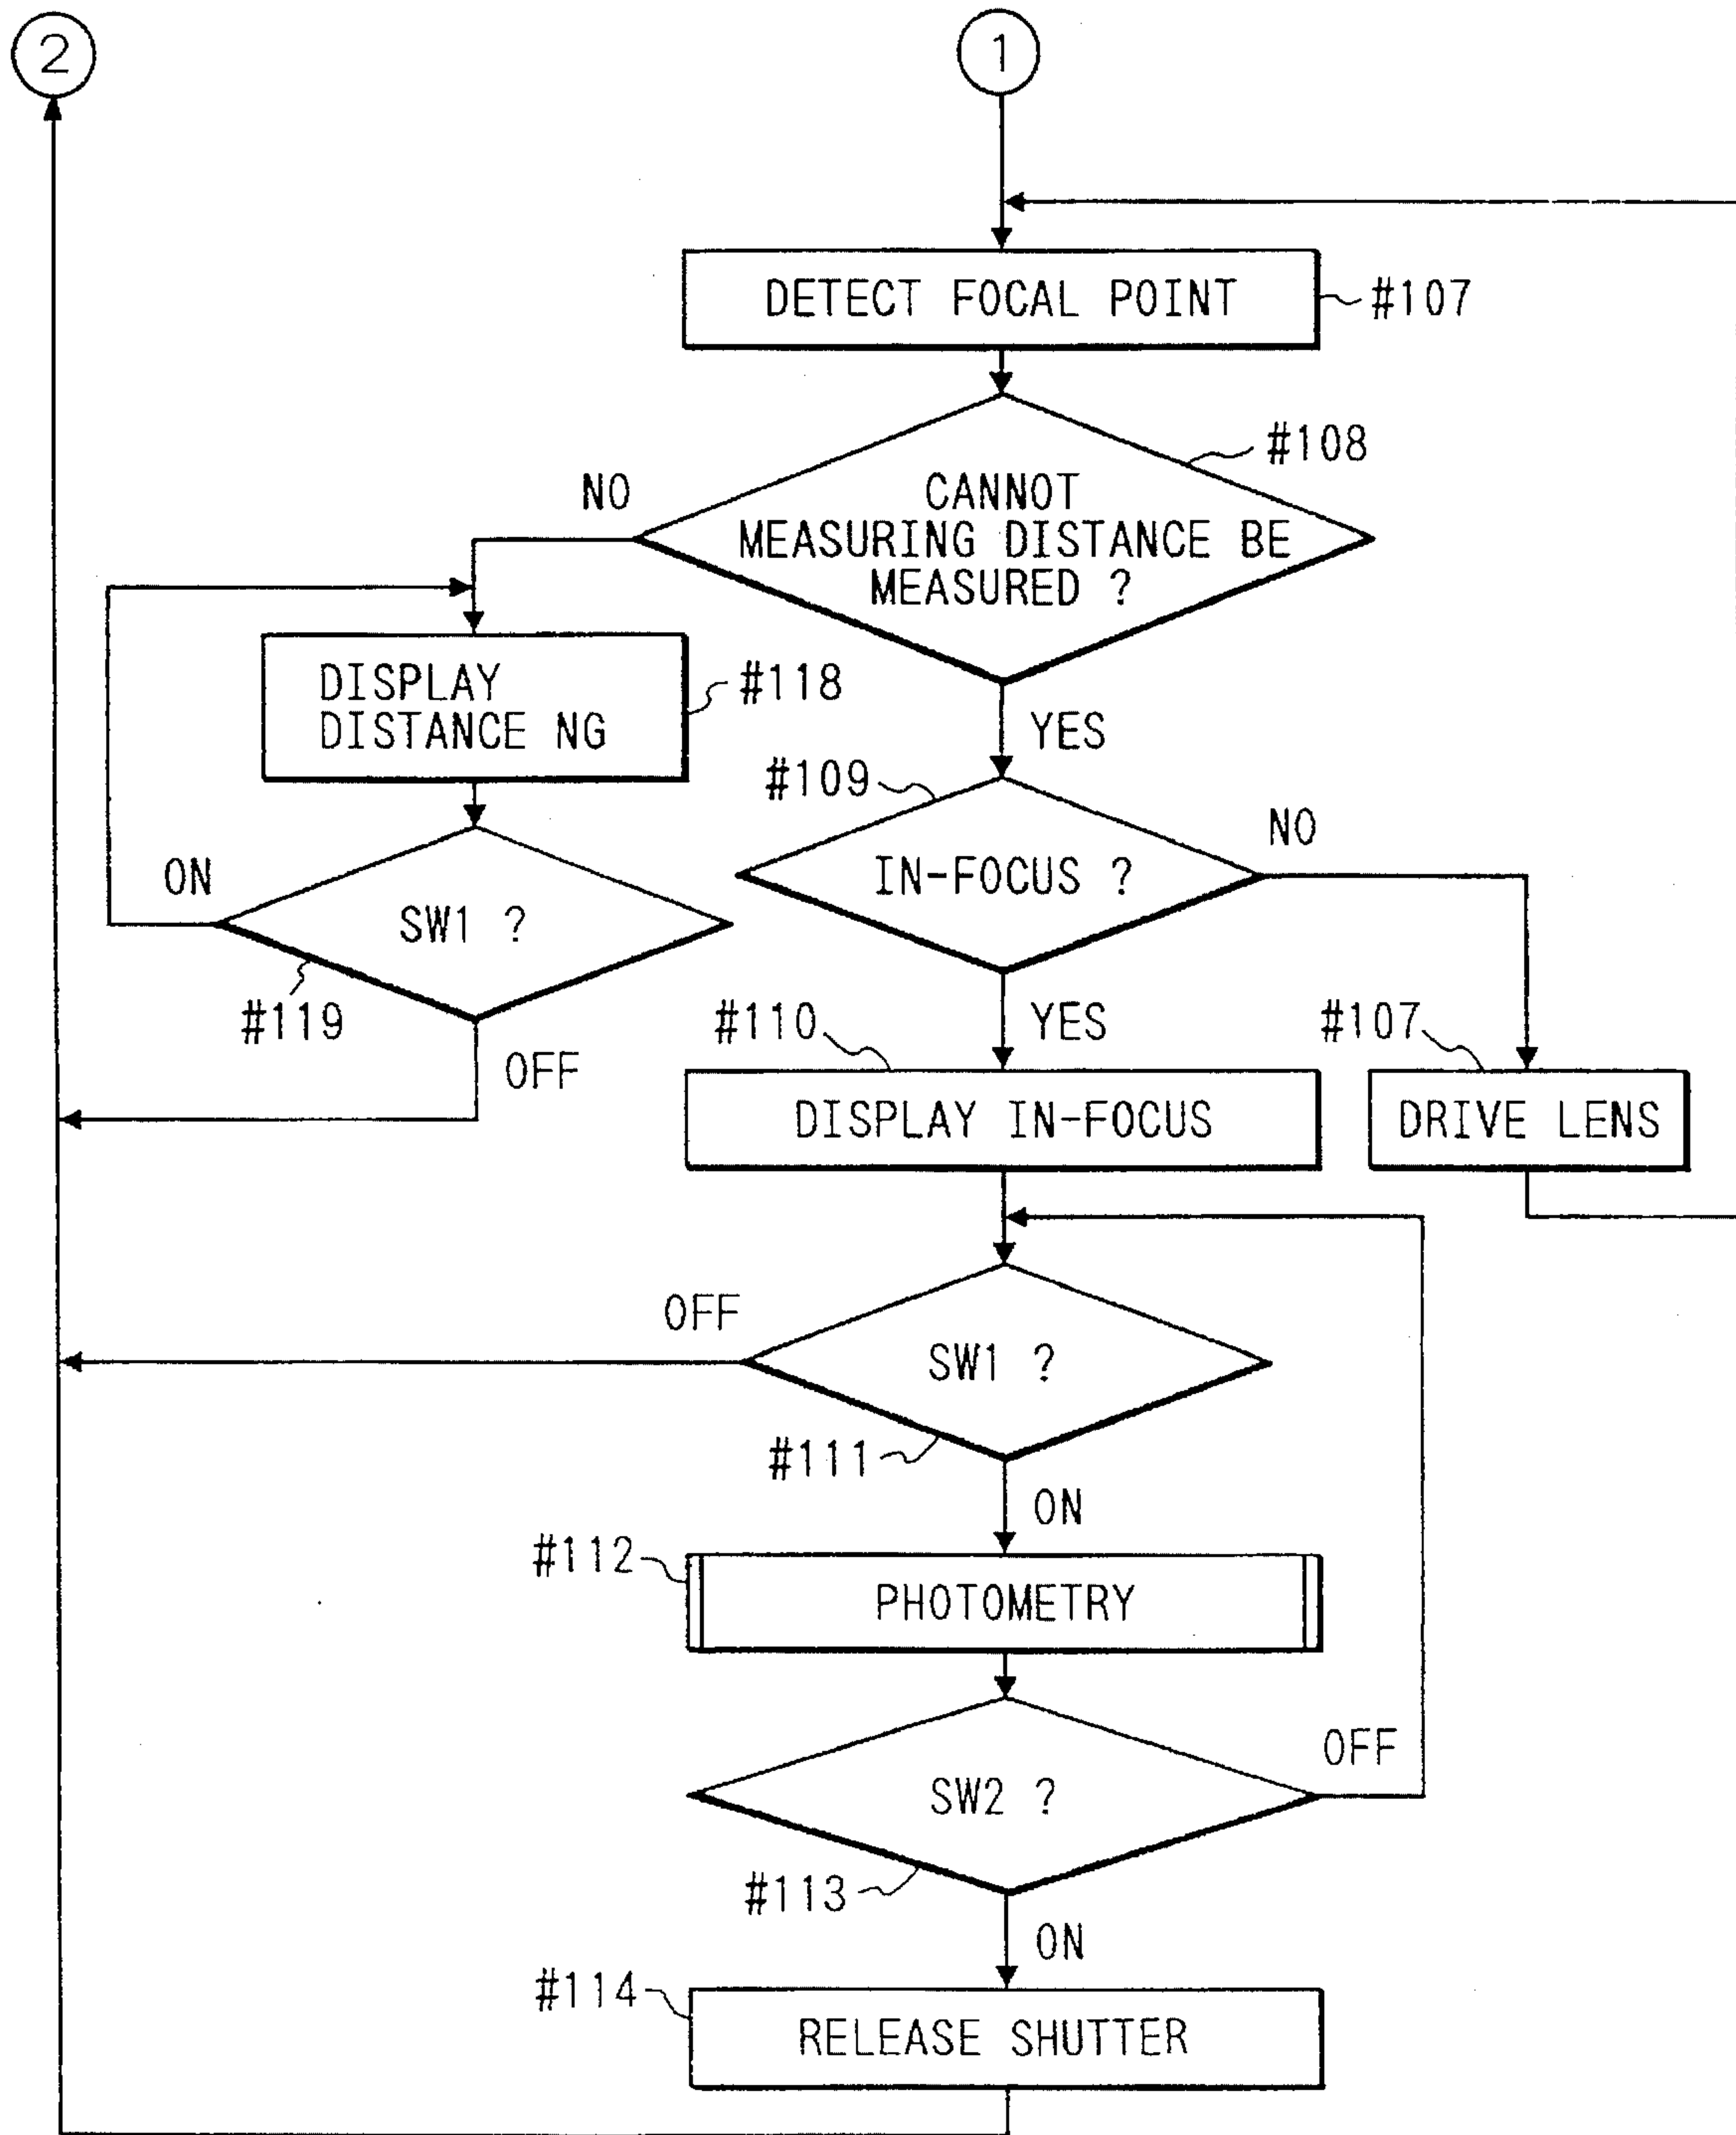 2
1
DETECT FOCAL POINT
#107
#108
NO
CANNOT
MEASURING DISTANCE BE
MEASURED ?
DISPLAY
DISTANCE NG
#118
YES
#109
NO
ON
IN-FOCUS ?
SW1 ?
#119
OFF
#110
YES
#107
DISPLAY IN-FOCUS
DRIVE LENS
OFF
SW1 ?
#111
ON
#112
PHOTOMETRY
OFF
SW2 ?
#113
ON
#114
RELEASE SHUTTER